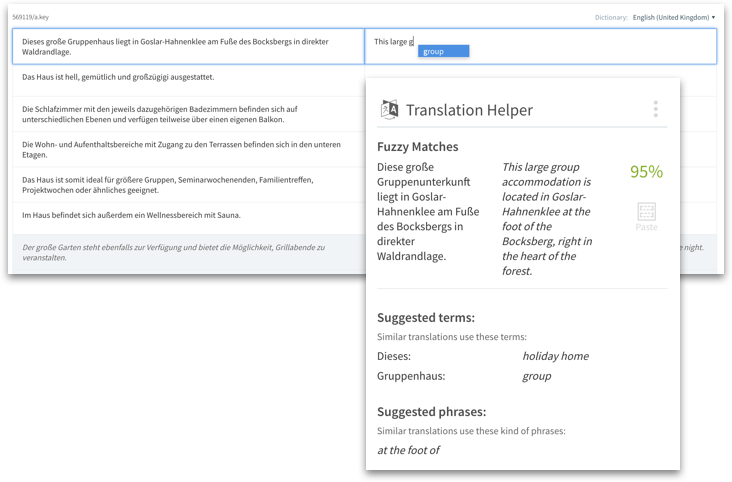 569119/a.key
Dictionary: English (United Kingdom) ▾
Dieses große Gruppenhaus liegt in Goslar-Hahnenklee am Fuße des Bocksbergs in direkter
Waldrandlage.
This large g
group
Das Haus ist hell, gemütlich und großzügigi ausgestattet.
Die Schlafzimmer mit den jeweils dazugehörigen Badezimmern befinden sich auf
unterschiedlichen Ebenen und verfügen teilweise über einen eigenen Balkon.
Die Wohn- und Aufenthaltsbereiche mit Zugang zu den Terrassen befinden sich in den unteren
Etagen.
Das Haus ist somit ideal für größere Gruppen, Seminarwochenenden, Familientreffen,
Projektwochen oder ähnliches geeignet.
Im Haus befindet sich außerdem ein Wellnessbereich mit Sauna.
Der große Garten steht ebenfalls zur Verfügung und bietet die Möglichkeit, Grillabende zu
veranstalten.
e night.
Translation Helper
Fuzzy Matches
Diese große
Gruppenunterkunft
liegt in Goslar-
Hahnenklee am Fuße
des Bocksbergs in
direkter
Waldrandlage.
This large group
accommodation is
located in Goslar-
Hahnenklee at the
foot of the
Bocksberg, right in
the heart of the
forest.
95%
Paste
Suggested terms:
Similar translations use these terms:
Dieses: holiday home
Gruppenhaus: group
Suggested phrases:
Similar translations use these kind of phrases:
at the foot of